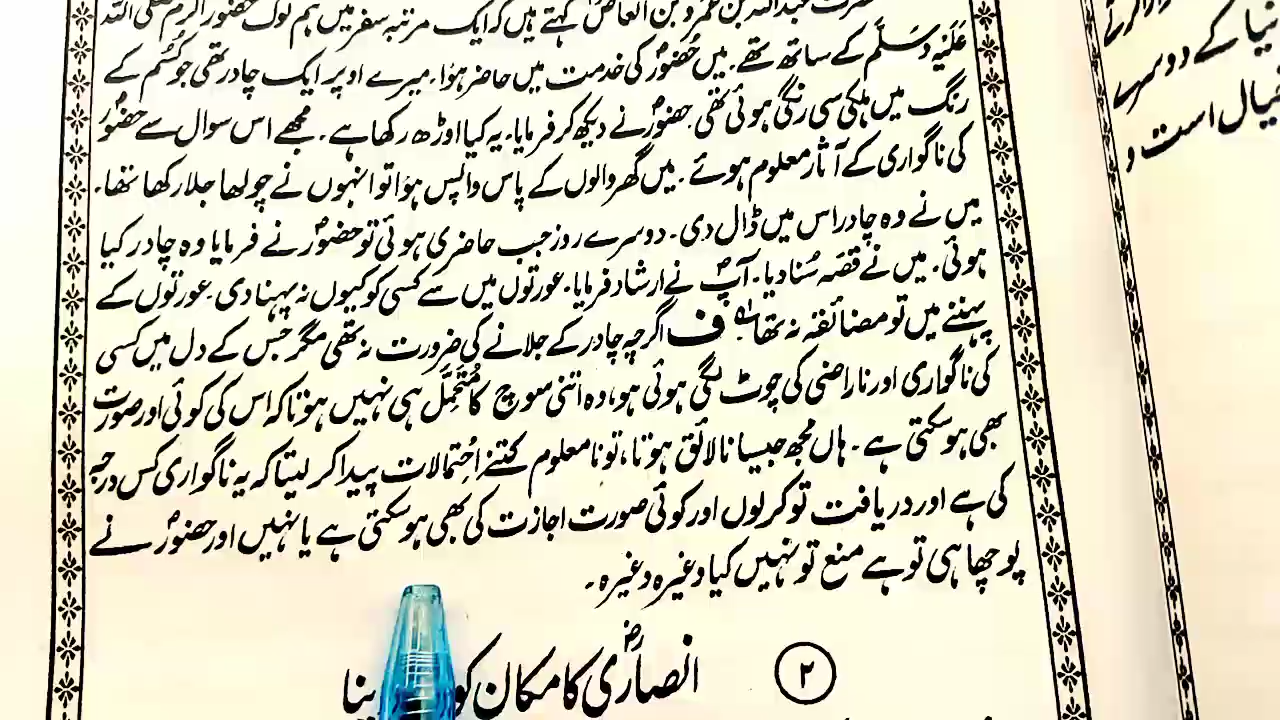 حضرت عبداللہ بن عمرو بن العاصؓ کہتے ہیں کہ ایک مرتبہ سفر میں ہم لوگ حضورِ اکرم صلی اللہ
عَلَیْہِ وَسَلَّم کے ساتھ تھے۔ میں حضورؐ کی خدمت میں حاضر ہوا، میرے اوپر ایک چادر تھی جو کُسُم کے
رنگ میں ہلکی سی رنگی ہوئی تھی۔ حضورؐ نے دیکھ کر فرمایا، یہ کیا اوڑھ رکھا ہے۔ مجھے اس سوال سے حضورؐ
کی ناگواری کے آثار معلوم ہوئے۔ میں گھر والوں کے پاس واپس ہوا تو انہوں نے چولھا جلا رکھا تھا۔
میں نے وہ چادر اس میں ڈال دی۔ دوسرے روز جب حاضری ہوئی تو حضورؐ نے فرمایا وہ چادر کیا
ہوئی۔ میں نے قصہ سُنا دیا۔ آپؐ نے ارشاد فرمایا۔ عورتوں میں سے کسی کو کیوں نہ پہنا دی۔ عورتوں کے
پہننے میں تو مضائقہ نہ تھا۔ ف اگرچہ چادر کے جلانے کی ضرورت نہ تھی مگر جس کے دل میں کسی
کی ناگواری اور ناراضی کی چوٹ لگی ہوئی ہو، وہ اتنی سوچ کا مُتَحَمِّل ہی نہیں ہوتا کہ اس کی کوئی اور صورت
بھی ہو سکتی ہے۔ ہاں مجھ جیسا نالائق ہوتا، تو نا معلوم کتنے اِحْتِمالات پیدا کر لیتا کہ یہ ناگواری کس درجہ
کی ہے اور دریافت تو کر لوں اور کوئی صورت اجازت کی بھی ہو سکتی ہے یا نہیں اور حضورؐ نے
پوچھا ہی تو ہے منع تو نہیں کیا وغیرہ وغیرہ۔
۲ انصاریؓ کا مکان کو
نیا کے دوسرے
خیال است و